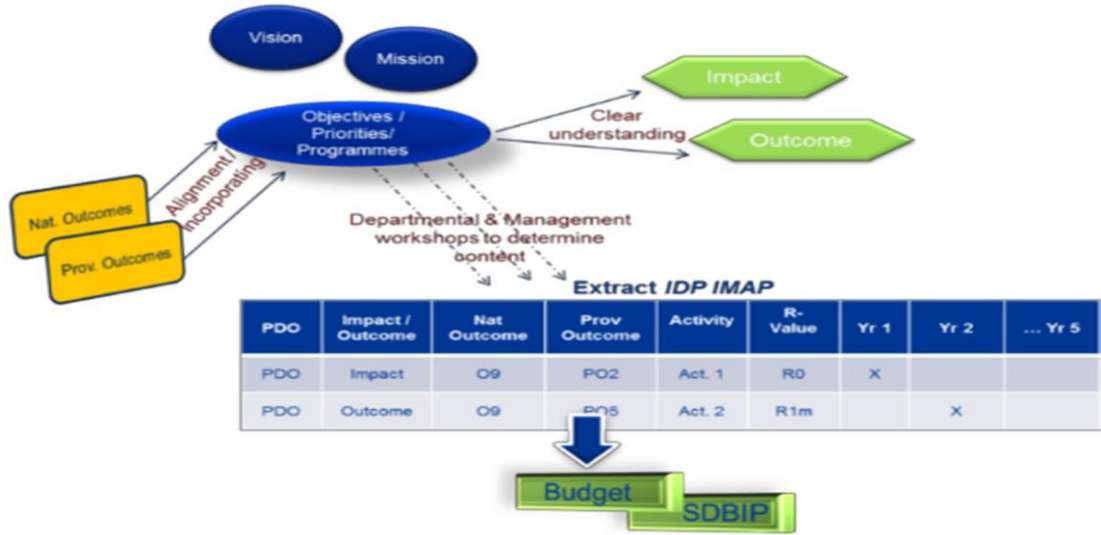 Vision
Mission
Objectives /
Priorities/
Programmes
Impact
Clear
understanding
Outcome
Alignment /
Incorporating
Nat. Outcomes
Prov. Outcomes
Departmental & Management
workshops to determine
content
Extract IDP IMAP
PDO Impact / Outcome Nat Outcome Prov Outcome Activity R-Value Yr 1 Yr 2 ... Yr 5
PDO Impact O9 PO2 Act. 1 R0 X
PDO Outcome O9 PO5 Act. 2 R1m X
Budget
SDBIP